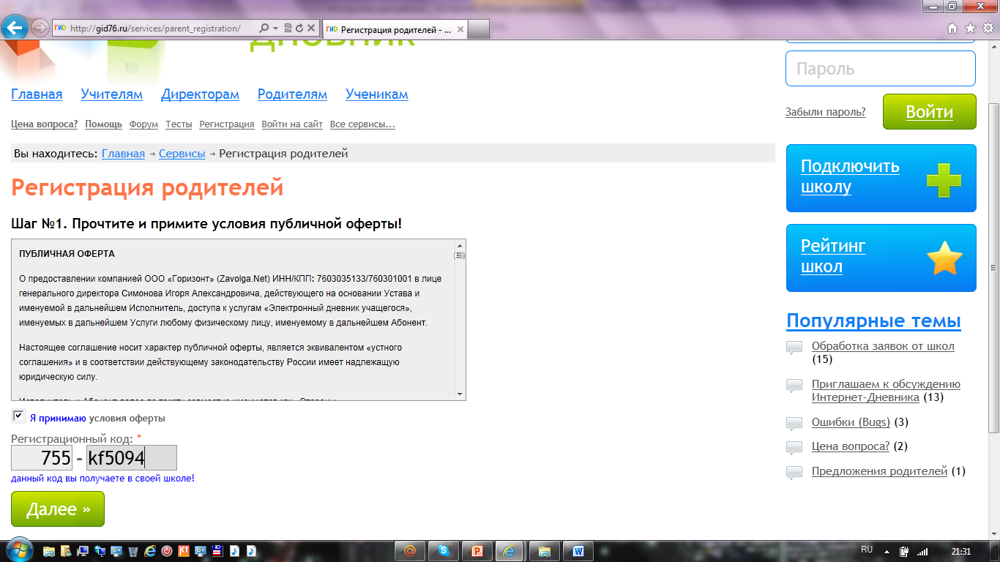 http://gid76.ru/services/parent_registration/
ГИД Регистрация родителей - ...
ДНЕВНИК
Пароль
Главная Учителям Директорам Родителям Ученикам
Забыли пароль? Войти
Цена вопроса? Помощь Форум Тесты Регистрация Войти на сайт Все сервисы...
Вы находитесь: Главная → Сервисы → Регистрация родителей
Подключить
школу
Регистрация родителей
Шаг №1. Прочтите и примите условия публичной оферты!
ПУБЛИЧНАЯ ОФЕРТА
О предоставлении компанией ООО «Горизонт» (Zavolga.Net) ИНН/КПП: 7603035133/760301001 в лице
генерального директора Симонова Игоря Александровича, действующего на основании Устава и
именуемой в дальнейшем Исполнитель, доступа к услугам «Электронный дневник учащегося»,
именуемых в дальнейшем Услуги любому физическому лицу, именуемому в дальнейшем Абонент.
Настоящее соглашение носит характер публичной оферты, является эквивалентом «устного
соглашения» и в соответствии действующему законодательству России имеет надлежащую
юридическую силу.
Рейтинг
школ
Популярные темы
Обработка заявок от школ
(15)
Приглашаем к обсуждению
Интернет-Дневника (13)
Ошибки (Bugs) (3)
Цена вопроса? (2)
Предложения родителей (1)
Я принимаю условия оферты
Регистрационный код: *
755 - kf5094
данный код вы получаете в своей школе!
Далее »
RU 21:31